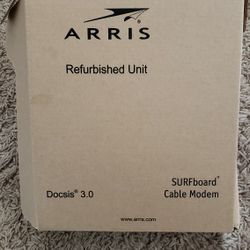 ARRIS
Refurbished Unit
SURFboard®
Docsis® 3.0
Cable Modem
www.arris.com